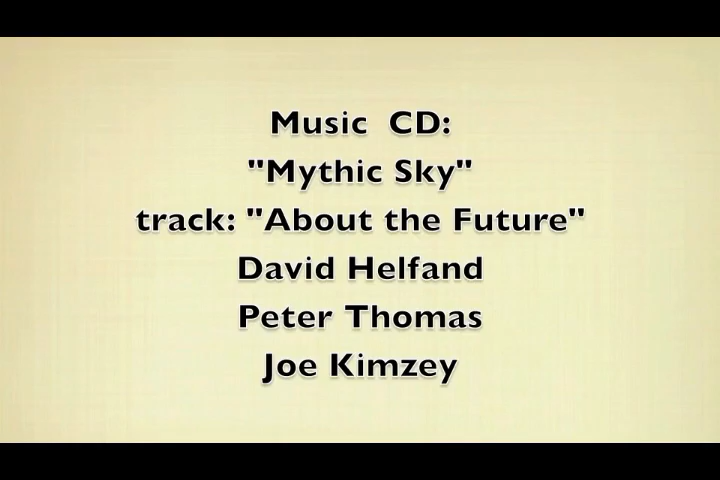 Music CD:
"Mythic Sky"
track: "About the Future"
David Helfand
Peter Thomas
Joe Kimzey